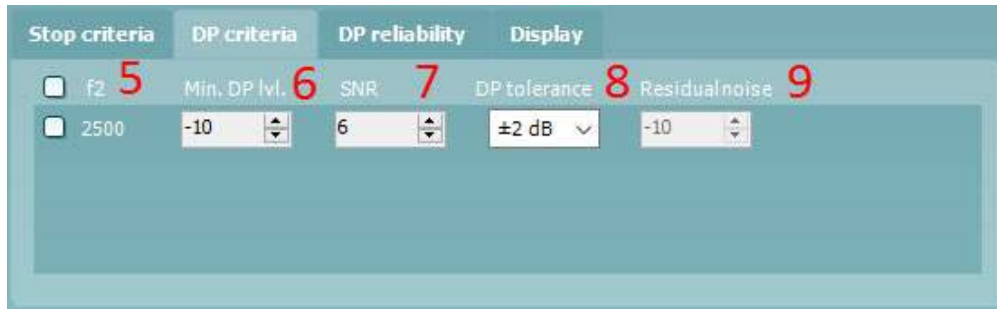 Stop criteria DP criteria DP reliability Display
f2 5 Min. DP lvl. 6 SNR 7 DP tolerance 8 Residual noise 9
2500 -10 6 ±2 dB -10